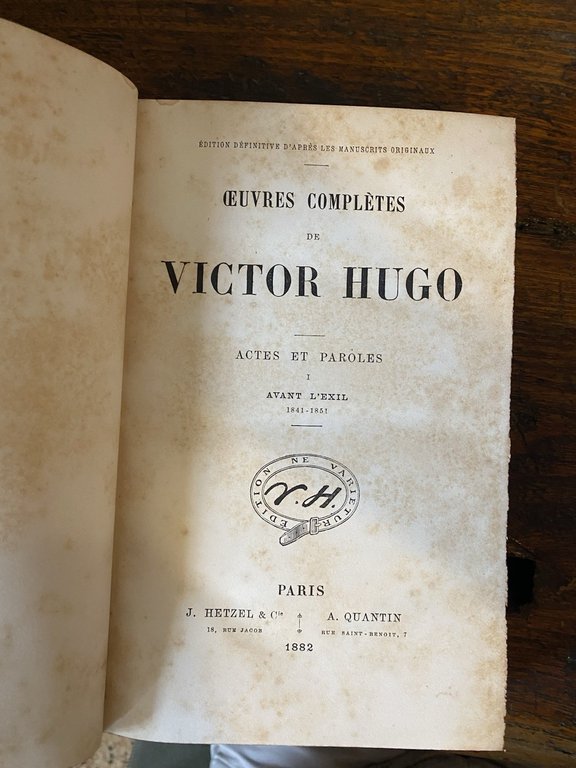 ÉDITION DÉFINITIVE D'APRÈS LES MANUSCRITS ORIGINAUX
ŒUVRES COMPLÈTES
DE
VICTOR HUGO
ACTES ET PAROLES
I
AVANT L'EXIL
1841-1851
ÉDITION NE VARIETUR
V. H.
PARIS
J. HETZEL & Cie
18, RUE JACOB
A. QUANTIN
RUE SAINT-BENOIT, 7
1882